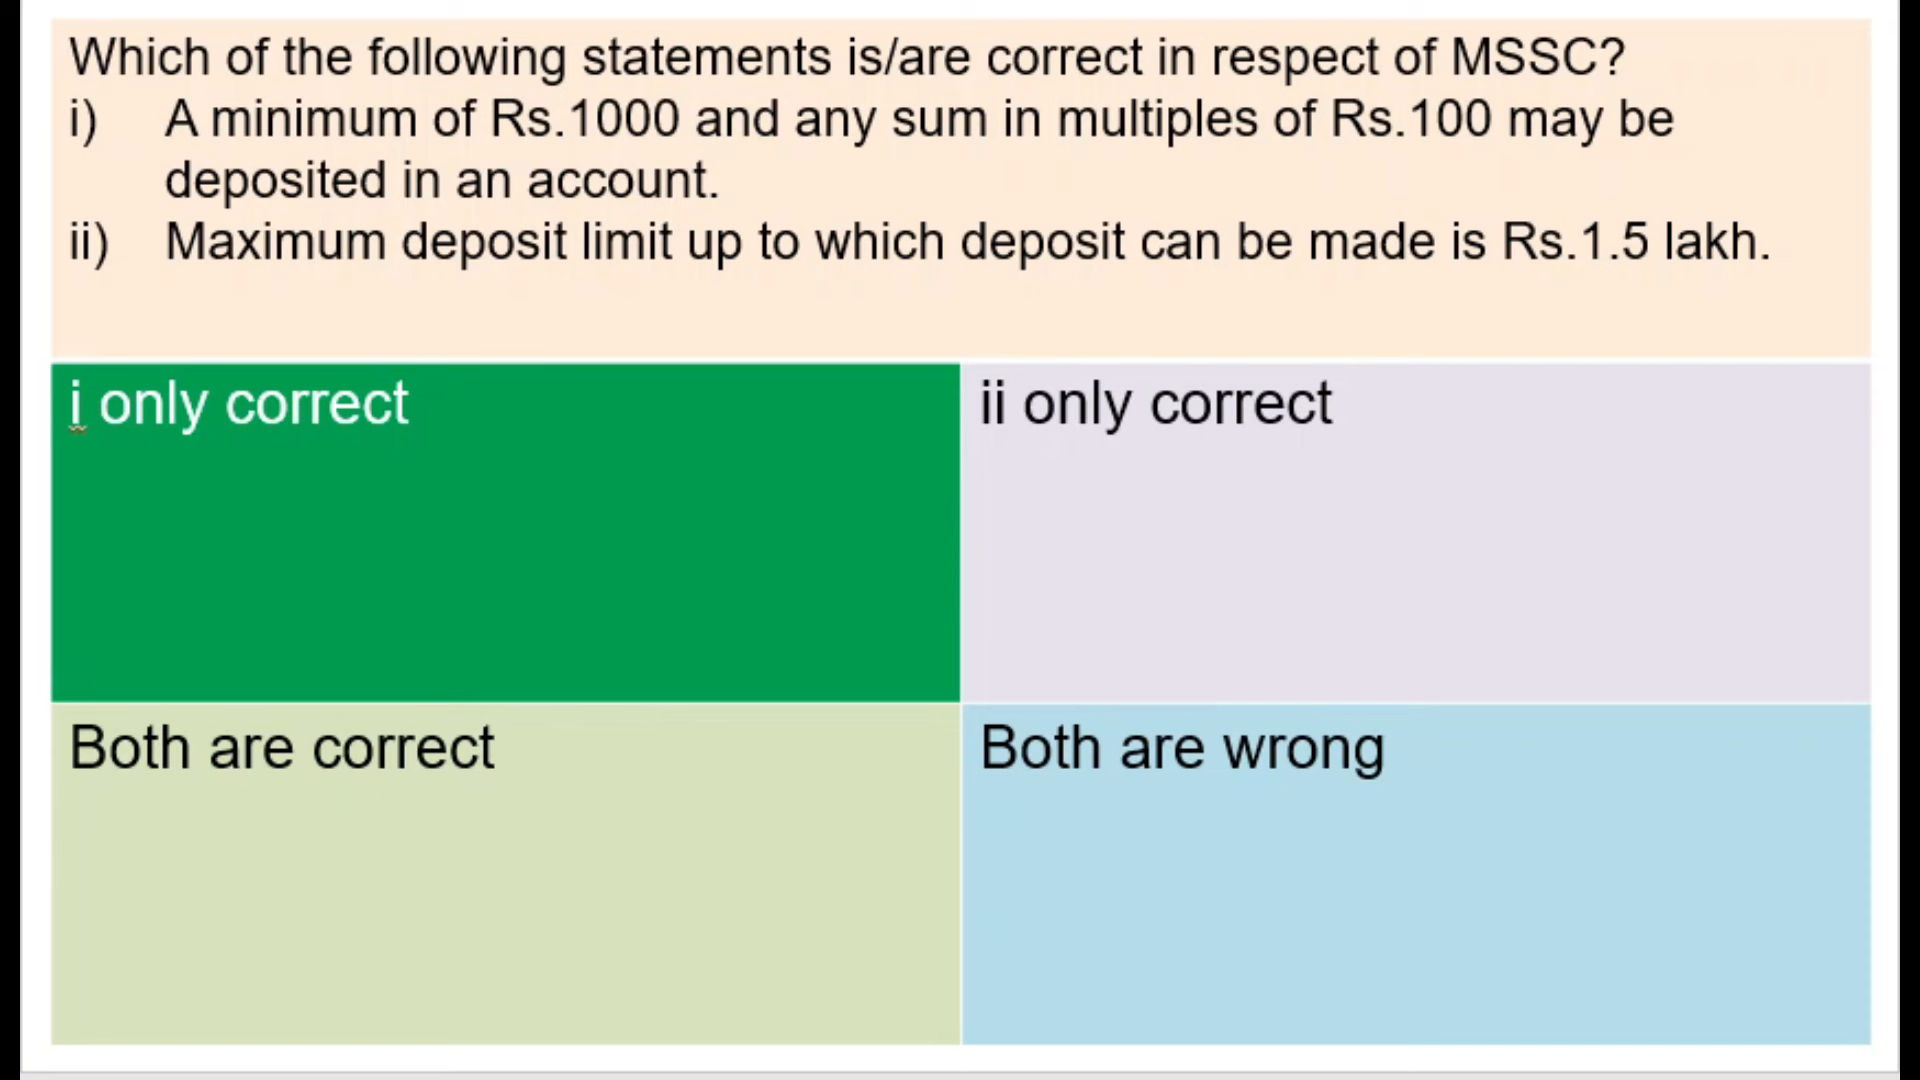 Which of the following statements is/are correct in respect of MSSC?
i) A minimum of Rs.1000 and any sum in multiples of Rs.100 may be
deposited in an account.
ii) Maximum deposit limit up to which deposit can be made is Rs.1.5 lakh.
i only correct
ii only correct
Both are correct
Both are wrong